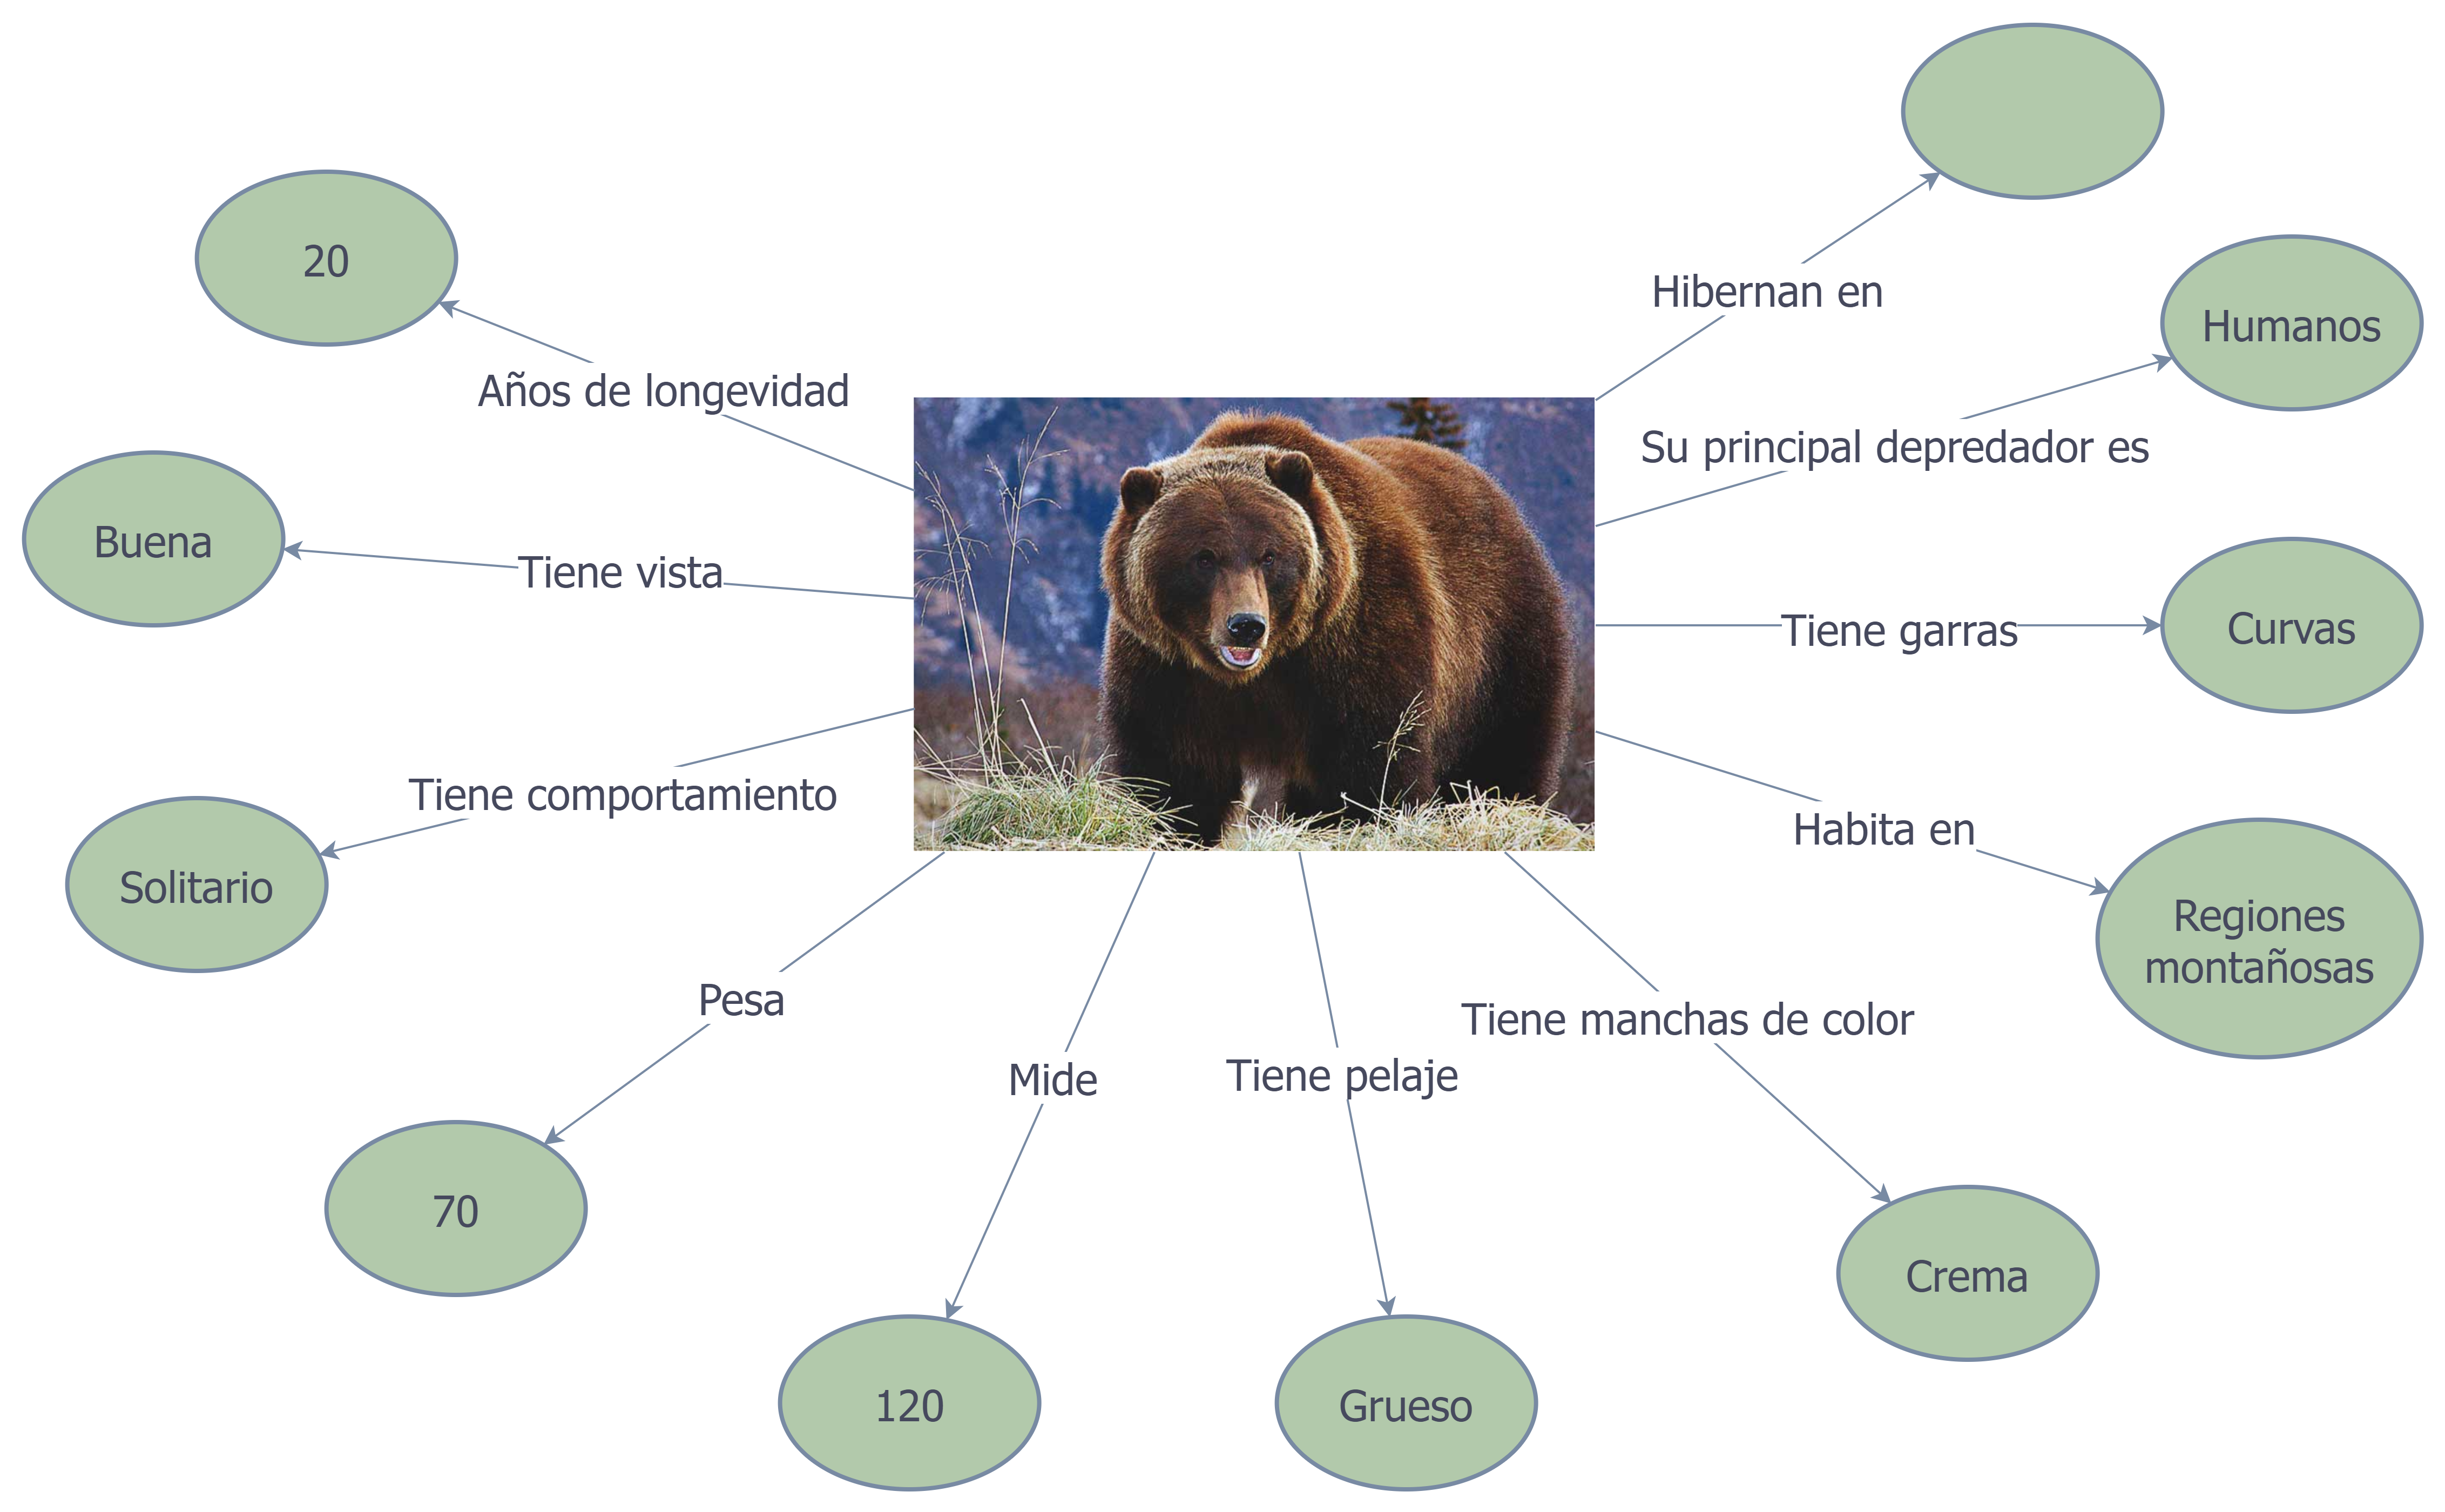 Hibernan en
20
Humanos
Años de longevidad
Su principal depredador es
Buena
Tiene vista
Tiene garras
Curvas
Tiene comportamiento
Habita en
Solitario
Regiones
montañosas
Pesa
Tiene manchas de color
Mide
Tiene pelaje
70
Crema
120
Grueso